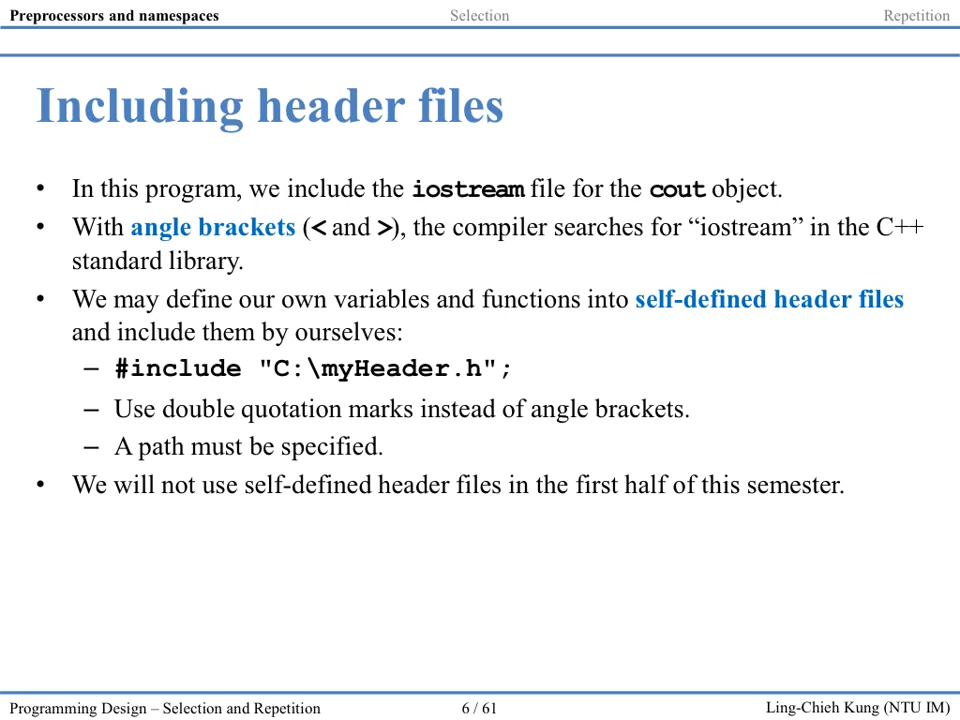 Preprocessors and namespaces Selection Repetition
Including header files
• In this program, we include the iostream file for the cout object.
• With angle brackets (< and >), the compiler searches for “iostream” in the C++
standard library.
• We may define our own variables and functions into self-defined header files
and include them by ourselves:
– #include "C:\myHeader.h";
– Use double quotation marks instead of angle brackets.
– A path must be specified.
• We will not use self-defined header files in the first half of this semester.
Programming Design – Selection and Repetition 6 / 61 Ling-Chieh Kung (NTU IM)